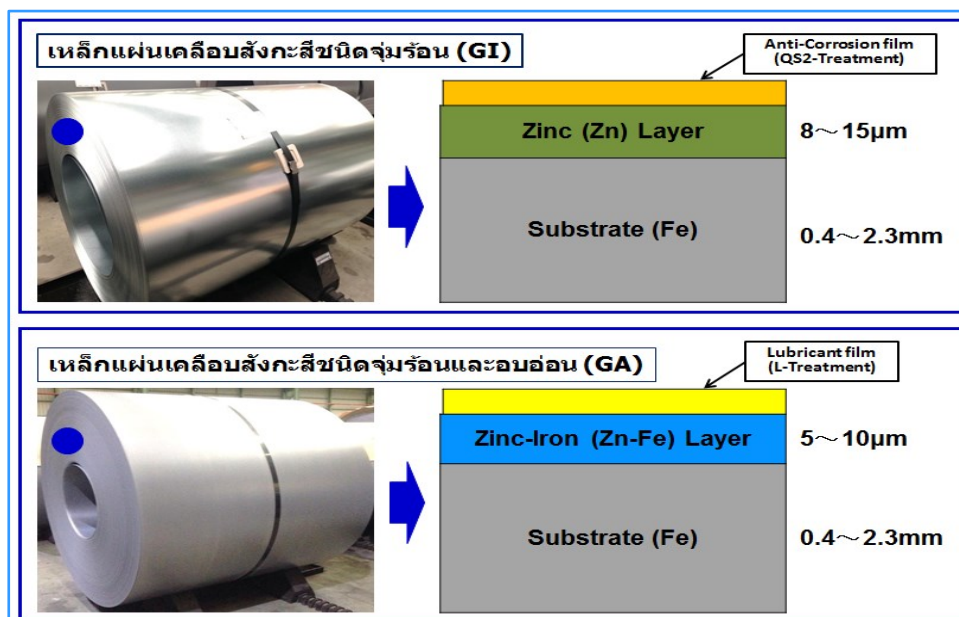 เหล็กแผ่นเคลือบสังกะสีชนิดจุ่มร้อน (GI)
Anti-Corrosion film
(QS2-Treatment)
Zinc (Zn) Layer
8～15µm
Substrate (Fe)
0.4～2.3mm
เหล็กแผ่นเคลือบสังกะสีชนิดจุ่มร้อนและอบอ่อน (GA)
Lubricant film
(L-Treatment)
Zinc-Iron (Zn-Fe) Layer
5～10µm
Substrate (Fe)
0.4～2.3mm